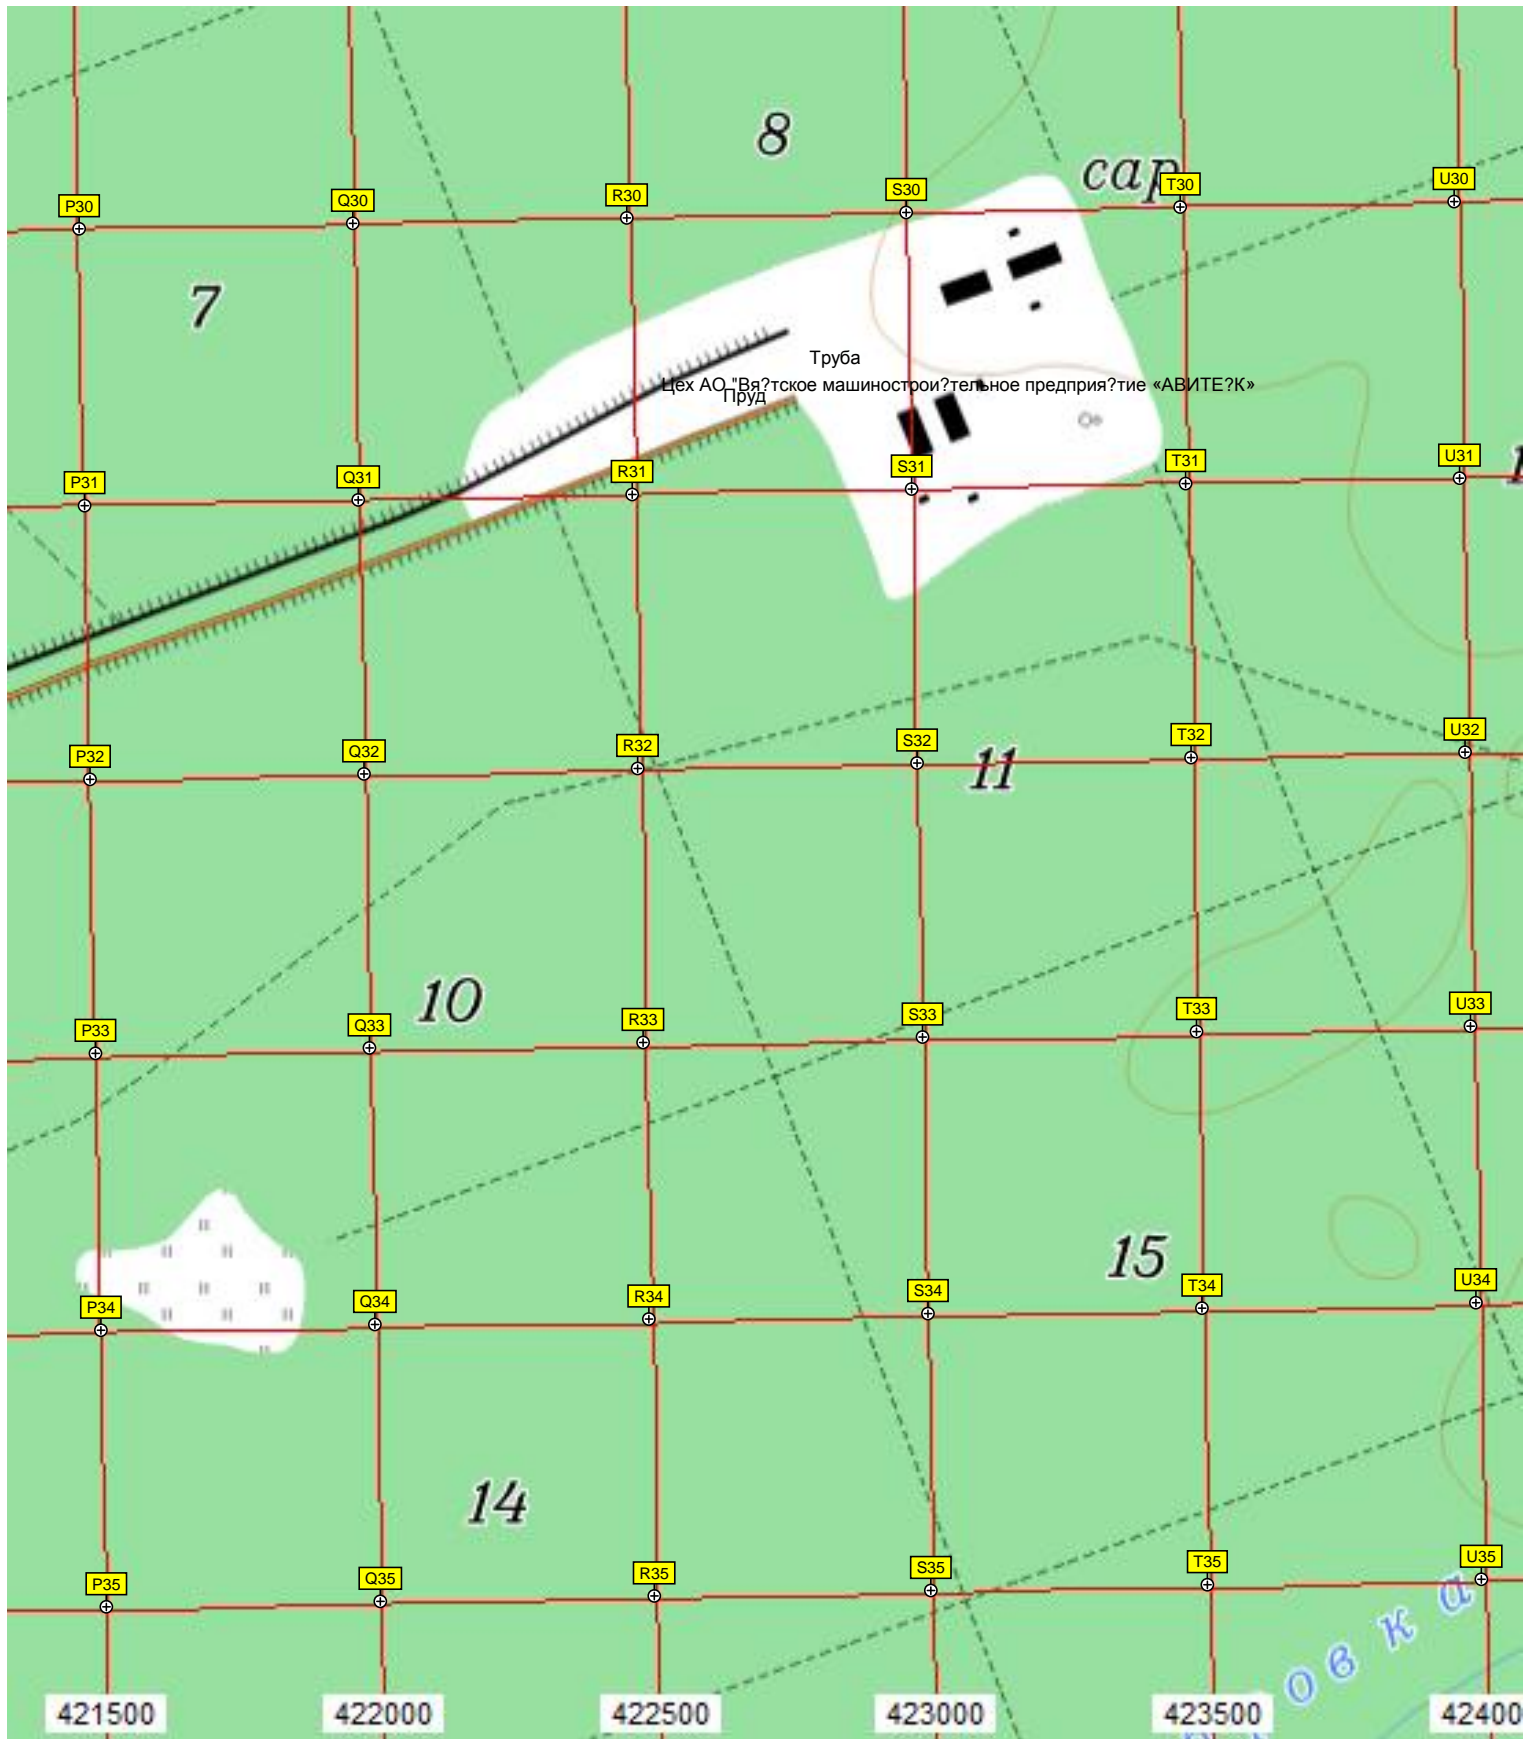 8
сар
P30 Q30 R30 S30 T30 U30
7
Труба
Цех АО "Вя?тское машинострои?тельное предприя?тие «АВИТЕ?К»
Пруд
P31 Q31 R31 S31 T31 U31
P32 Q32 R32 S32 T32 U32
11
10
P33 Q33 R33 S33 T33 U33
15
P34 Q34 R34 S34 T34 U34
14
P35 Q35 R35 S35 T35 U35
о в к а
421500 422000 422500 423000 423500 42400